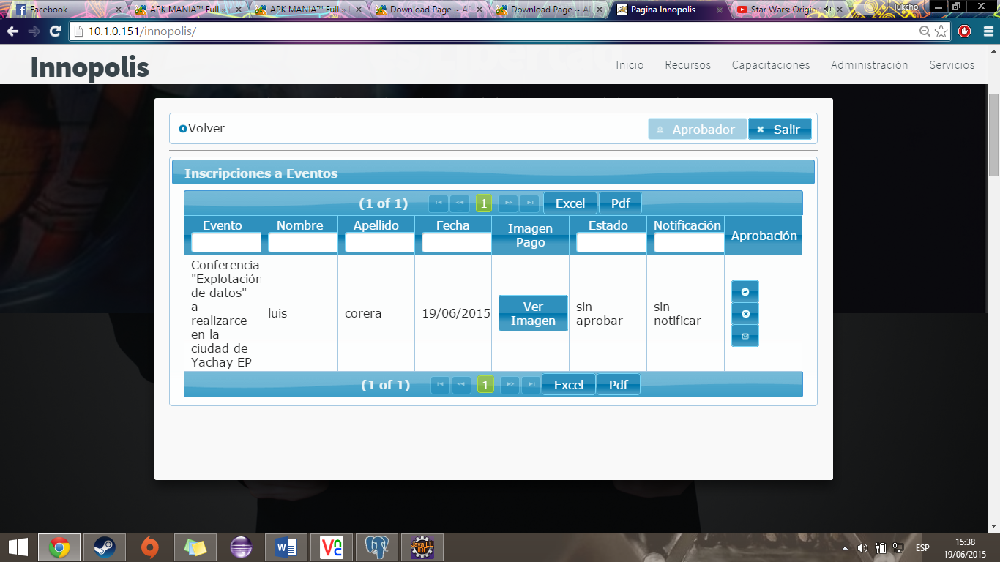 Facebook
APK MANIA™ Full »
APK MANIA™ Full »
Download Page ~ AP
Download Page ~ AP
Pagina Innopolis
Star Wars: Origins
lukcho
10.1.0.151/innopolis/
Innopolis
Inicio
Recursos
Capacitaciones
Administración
Servicios
Volver
Aprobador
Salir
Inscripciones a Eventos
(1 of 1)
1
Excel
Pdf
Evento
Nombre
Apellido
Fecha
Imagen
Pago
Estado
Notificación
Aprobación
Conferencia
"Explotación
de datos"
a
realizarce
en la
ciudad de
Yachay EP
luis
corera
19/06/2015
Ver
Imagen
sin
aprobar
sin
notificar
(1 of 1)
1
Excel
Pdf
Java EE
IDE
ESP
15:38
19/06/2015